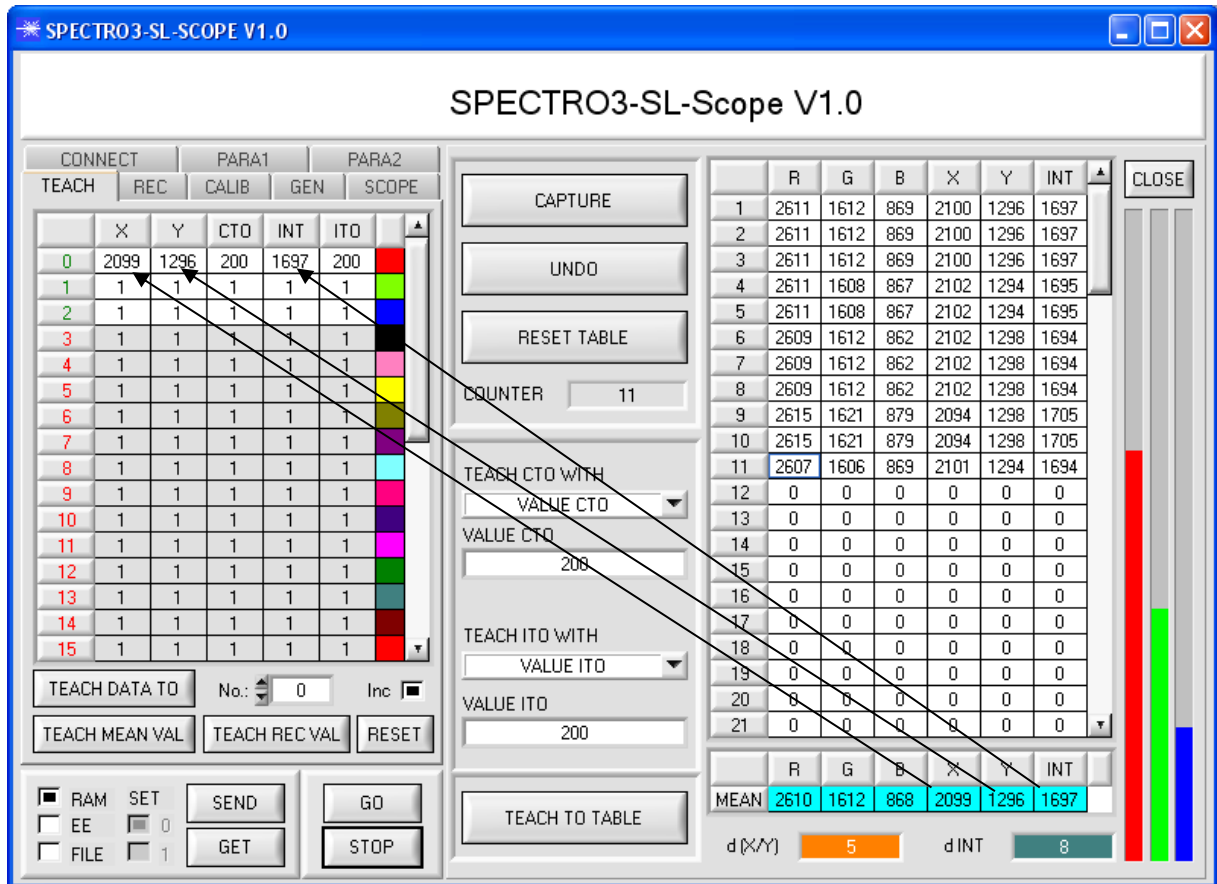 SPECTRO3-SL-SCOPE V1.0
SPECTRO3-SL-Scope V1.0
CONNECT PARA1 PARA2
TEACH REC CALIB GEN SCOPE
X Y CTO INT ITO
0 2099 1296 200 1697 200
1 1 1 1 1 1
2 1 1 1 1 1
3 1 1 1 1 1
4 1 1 1 1 1
5 1 1 1 1 1
6 1 1 1 1 1
7 1 1 1 1 1
8 1 1 1 1 1
9 1 1 1 1 1
10 1 1 1 1 1
11 1 1 1 1 1
12 1 1 1 1 1
13 1 1 1 1 1
14 1 1 1 1 1
15 1 1 1 1 1
TEACH DATA TO No.: 0 Inc
TEACH MEAN VAL TEACH REC VAL RESET
RAM SET
EE 0
FILE 1
SEND GO
GET STOP
CAPTURE
UNDO
RESET TABLE
COUNTER 11
TEACH CTO WITH
VALUE CTO
VALUE CTO
200
TEACH ITO WITH
VALUE ITO
VALUE ITO
200
TEACH TO TABLE
R G B X Y INT
1 2611 1612 869 2100 1296 1697
2 2611 1612 869 2100 1296 1697
3 2611 1612 869 2100 1296 1697
4 2611 1608 867 2102 1294 1695
5 2611 1608 867 2102 1294 1695
6 2609 1612 862 2102 1298 1694
7 2609 1612 862 2102 1298 1694
8 2609 1612 862 2102 1298 1694
9 2615 1621 879 2094 1298 1705
10 2615 1621 879 2094 1298 1705
11 2607 1606 869 2101 1294 1694
12 0 0 0 0 0 0
13 0 0 0 0 0 0
14 0 0 0 0 0 0
15 0 0 0 0 0 0
16 0 0 0 0 0 0
17 0 0 0 0 0 0
18 0 0 0 0 0 0
19 0 0 0 0 0 0
20 0 0 0 0 0 0
21 0 0 0 0 0 0
R G B X Y INT
MEAN 2610 1612 868 2099 1296 1697
d (X/Y) 5 d INT 8
CLOSE